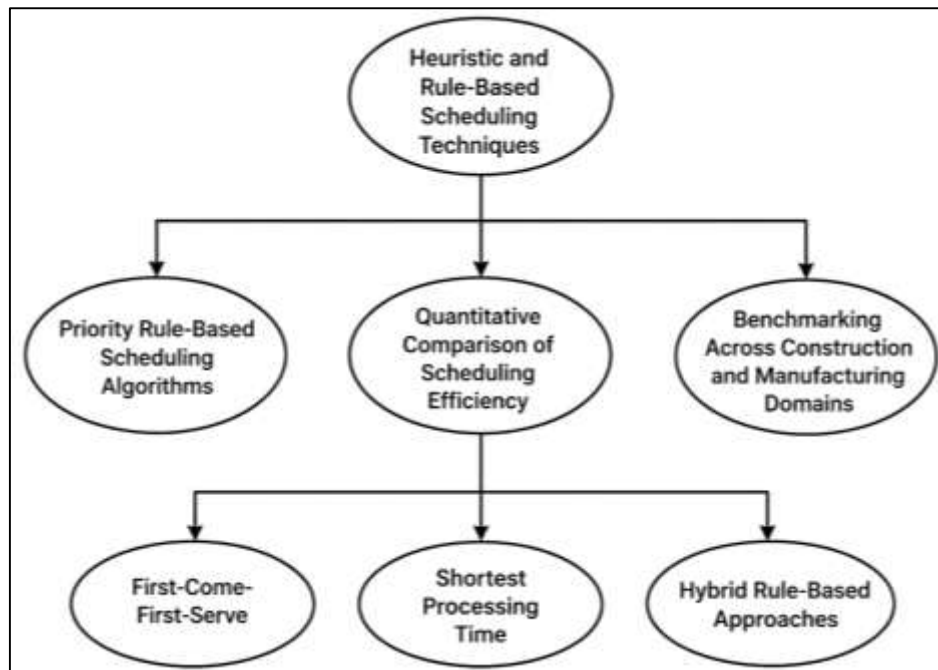 Heuristic and
Rule-Based
Scheduling
Techniques
Priority Rule-Based
Scheduling
Algorithms
Quantitative
Comparison of
Scheduling
Efficiency
Benchmarking
Across Construction
and Manufacturing
Domains
First-Come-
First-Serve
Shortest
Processing
Time
Hybrid Rule-Based
Approaches